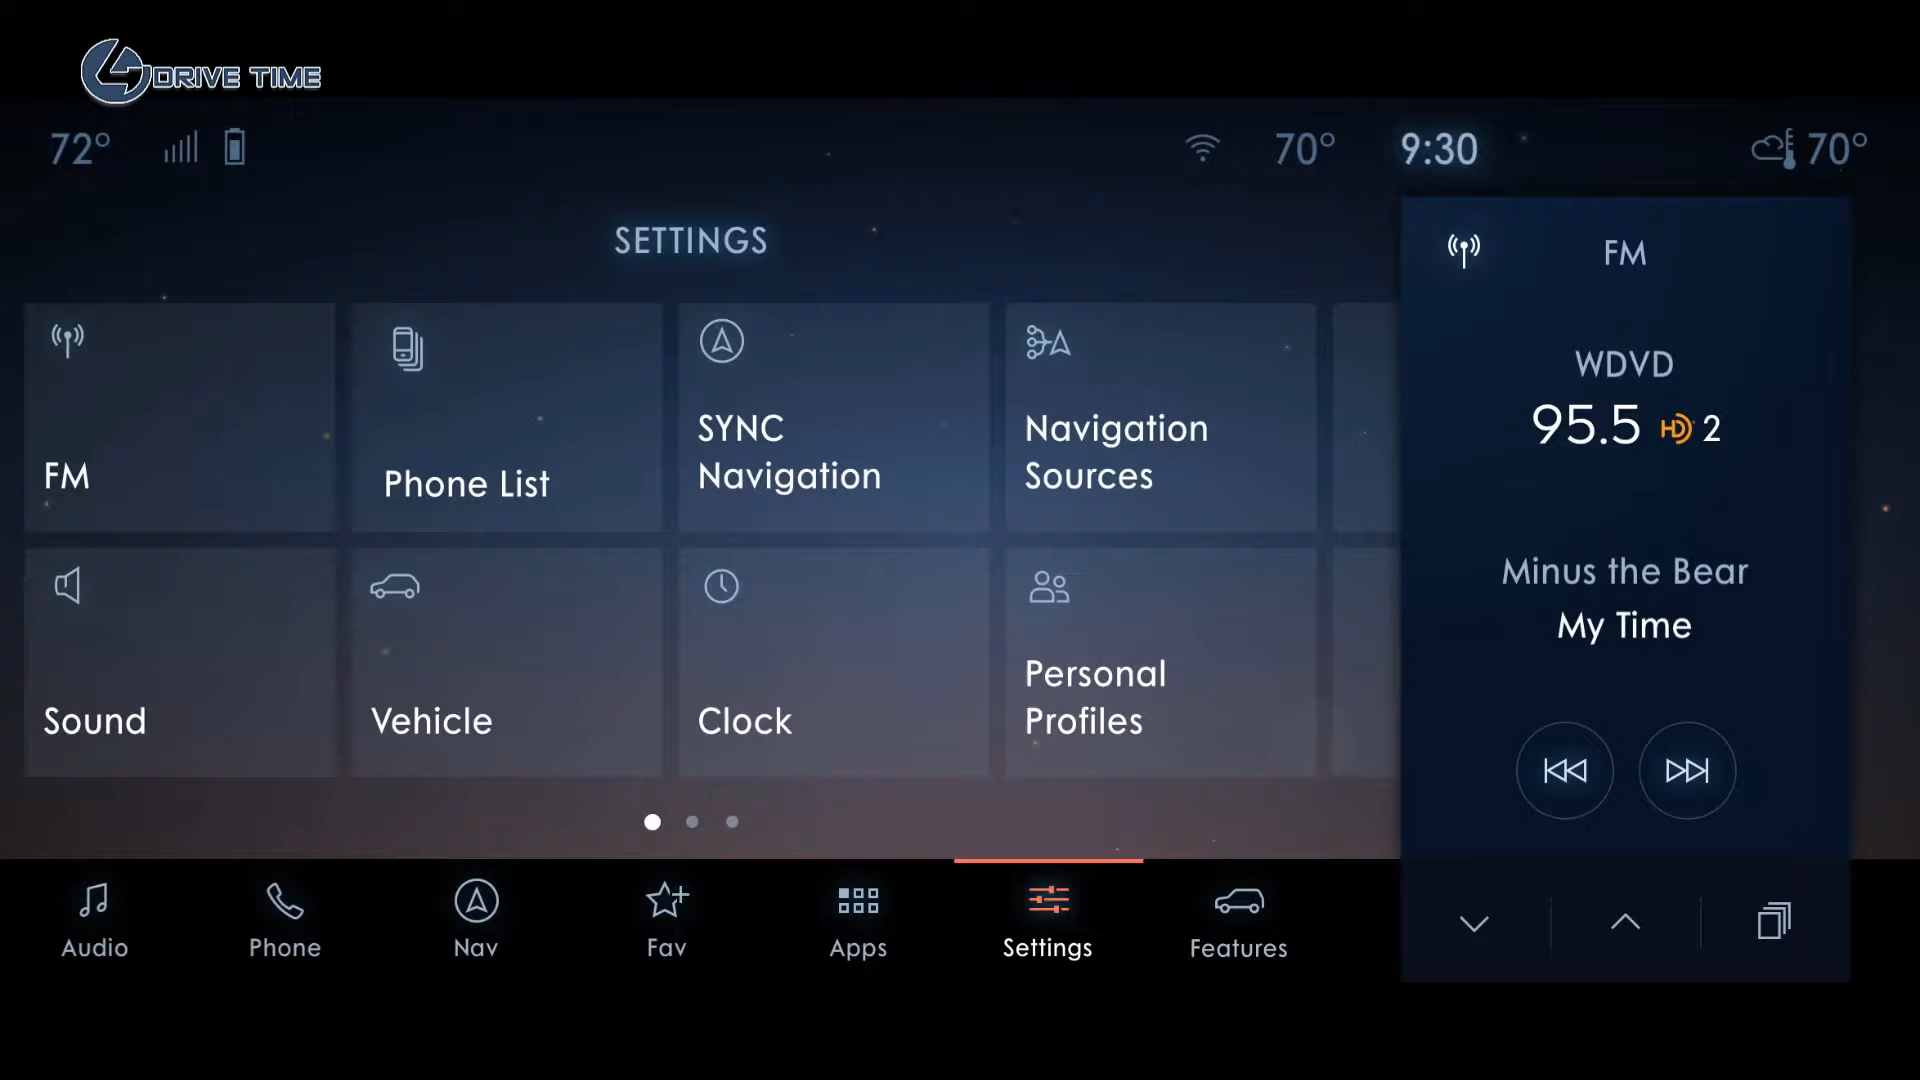 DRIVE TIME
72°
70°
9:30
70°
SETTINGS
FM
Phone List
SYNC
Navigation
Navigation
Sources
Sound
Vehicle
Clock
Personal
Profiles
FM
WDVD
95.5 HD 2
Minus the Bear
My Time
Audio
Phone
Nav
Fav
Apps
Settings
Features